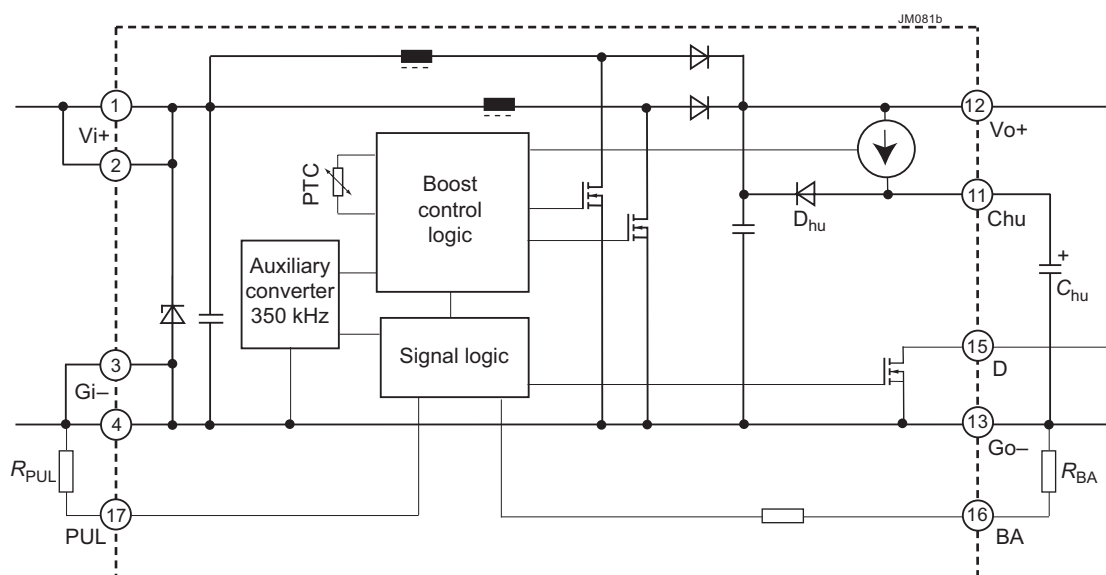 JM081b
1
12
Vi+
Vo+
2
PTC
Boost
control
logic
11
Dhu
Chu
+
Chu
Auxiliary
converter
350 kHz
Signal logic
3
15
Gi–
D
4
13
Go–
RPUL
RBA
17
16
PUL
BA